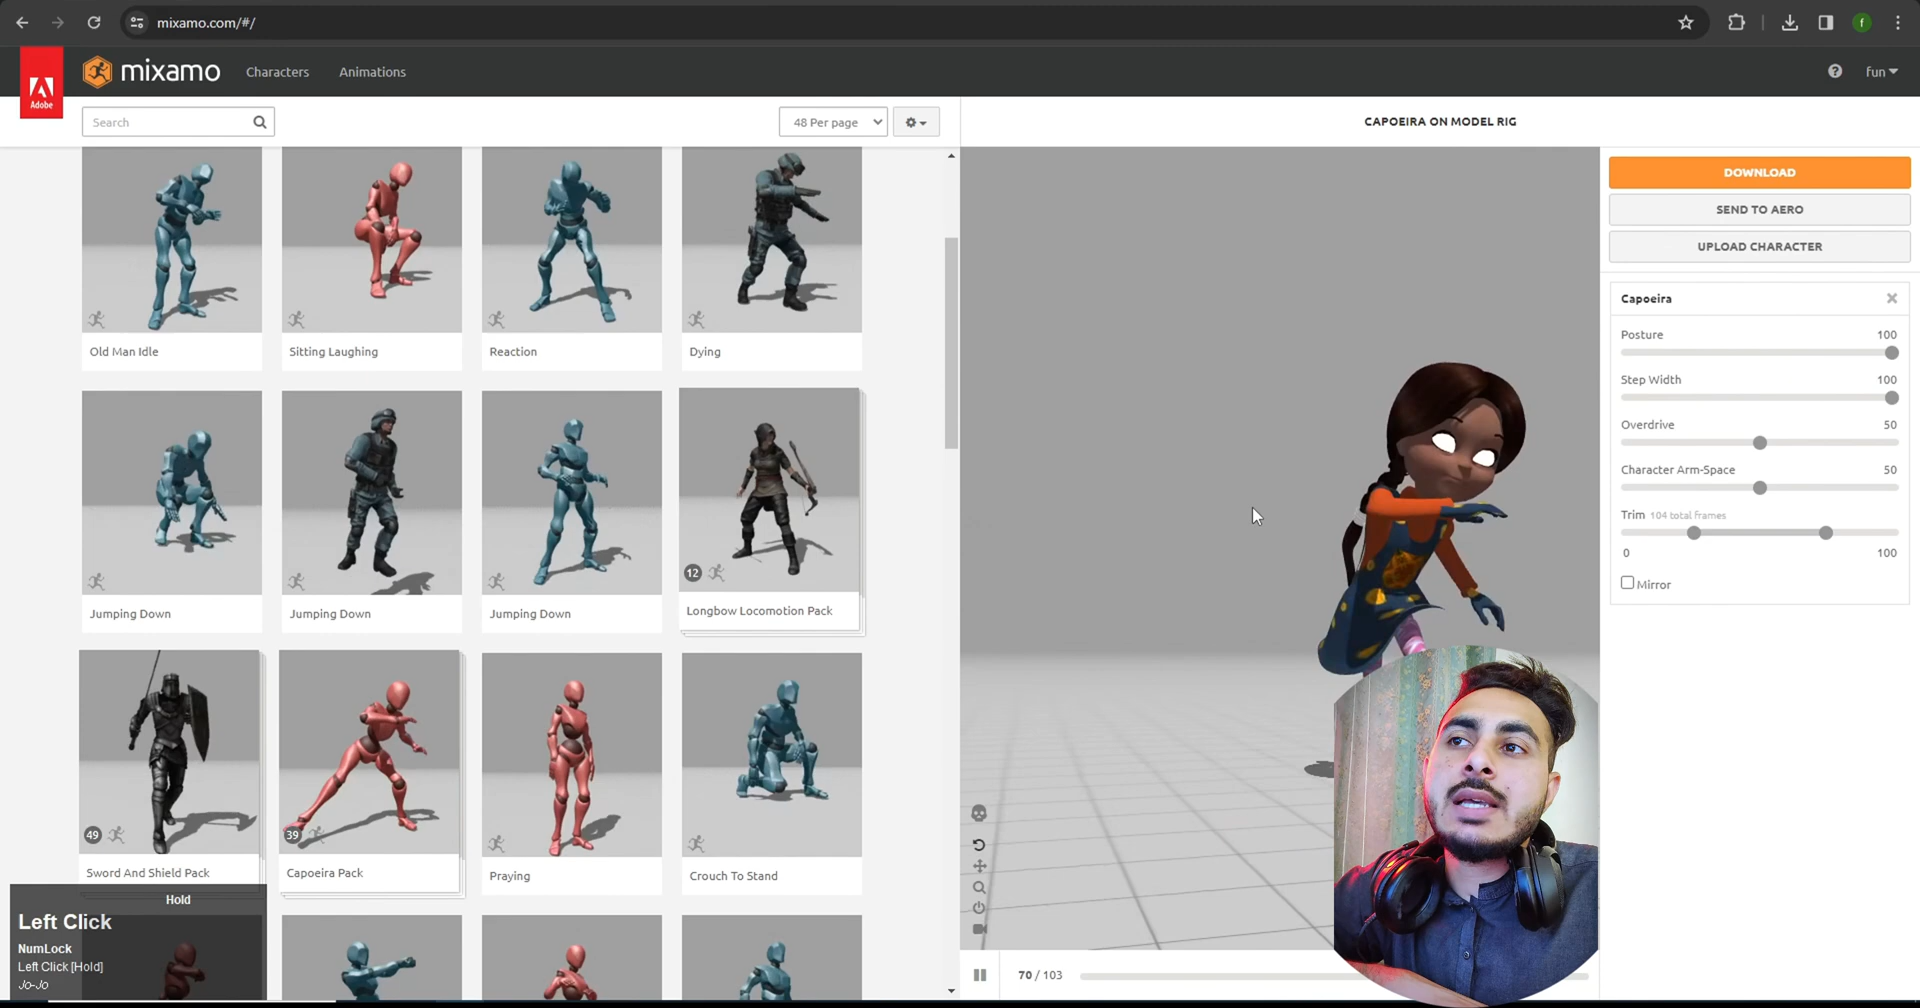 mixamo.com/#/
f
Adobe
mixamo
Characters
Animations
fun
Search
48 Per page
CAPOEIRA ON MODEL RIG
DOWNLOAD
SEND TO AERO
UPLOAD CHARACTER
Old Man Idle
Sitting Laughing
Reaction
Dying
Capoeira
Posture 100
Step Width 100
Overdrive 50
Character Arm-Space 50
Trim 104 total frames
0 100
Mirror
12
Jumping Down
Jumping Down
Jumping Down
Longbow Locomotion Pack
49
39
Sword And Shield Pack
Capoeira Pack
Praying
Crouch To Stand
Hold
Left Click
NumLock
Left Click [Hold]
Jo-Jo
70 / 103